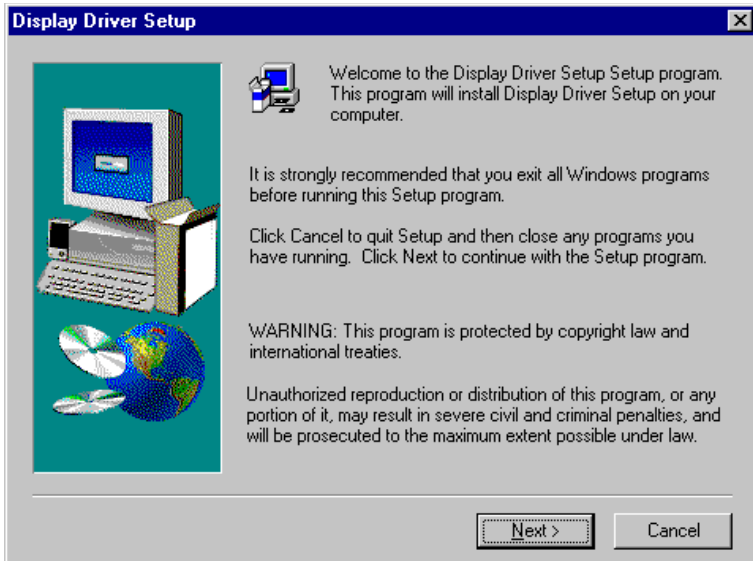 Display Driver Setup
Welcome to the Display Driver Setup Setup program.
This program will install Display Driver Setup on your
computer.
It is strongly recommended that you exit all Windows programs
before running this Setup program.
Click Cancel to quit Setup and then close any programs you
have running.  Click Next to continue with the Setup program.
WARNING: This program is protected by copyright law and
international treaties.
Unauthorized reproduction or distribution of this program, or any
portion of it, may result in severe civil and criminal penalties, and
will be prosecuted to the maximum extent possible under law.
Next >
Cancel